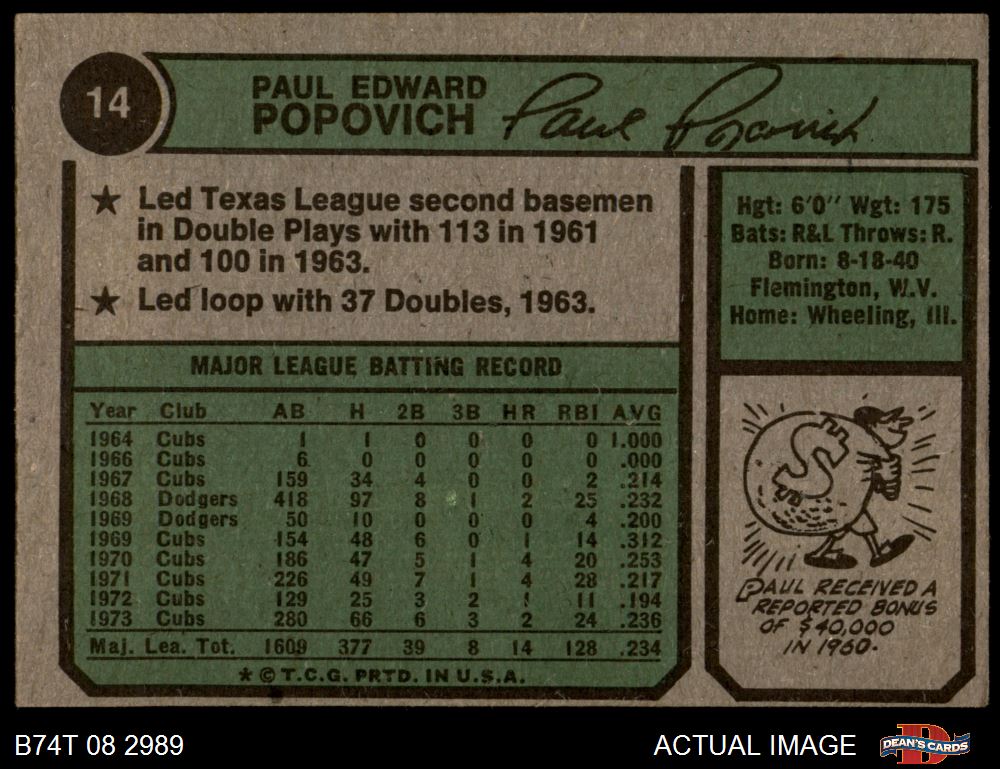 14
PAUL EDWARD
POPOVICH
Paul Popovich
★ Led Texas League second basemen
in Double Plays with 113 in 1961
and 100 in 1963.
★ Led loop with 37 Doubles, 1963.
Hgt: 6'0" Wgt: 175
Bats: R&L Throws: R.
Born: 8-18-40
Flemington, W.V.
Home: Wheeling, Ill.
MAJOR LEAGUE BATTING RECORD
Year Club AB H 2B 3B HR RBI AVG
1964 Cubs 1 1 0 0 0 0 1.000
1966 Cubs 6 0 0 0 0 0 .000
1967 Cubs 159 34 4 0 0 2 .214
1968 Dodgers 418 97 8 1 2 25 .232
1969 Dodgers 50 10 0 0 0 4 .200
1969 Cubs 154 48 6 0 1 14 .312
1970 Cubs 186 47 5 1 4 20 .253
1971 Cubs 226 49 7 1 4 28 .217
1972 Cubs 129 25 3 2 1 11 .194
1973 Cubs 280 66 6 3 2 24 .236
Maj. Lea. Tot. 1609 377 39 8 14 128 .234
* © T.C.G. PRTD. IN U.S.A.
$
PAUL RECEIVED A
REPORTED BONUS
OF $40,000
IN 1960.
B74T 08 2989
ACTUAL IMAGE
D
DEAN'S CARDS